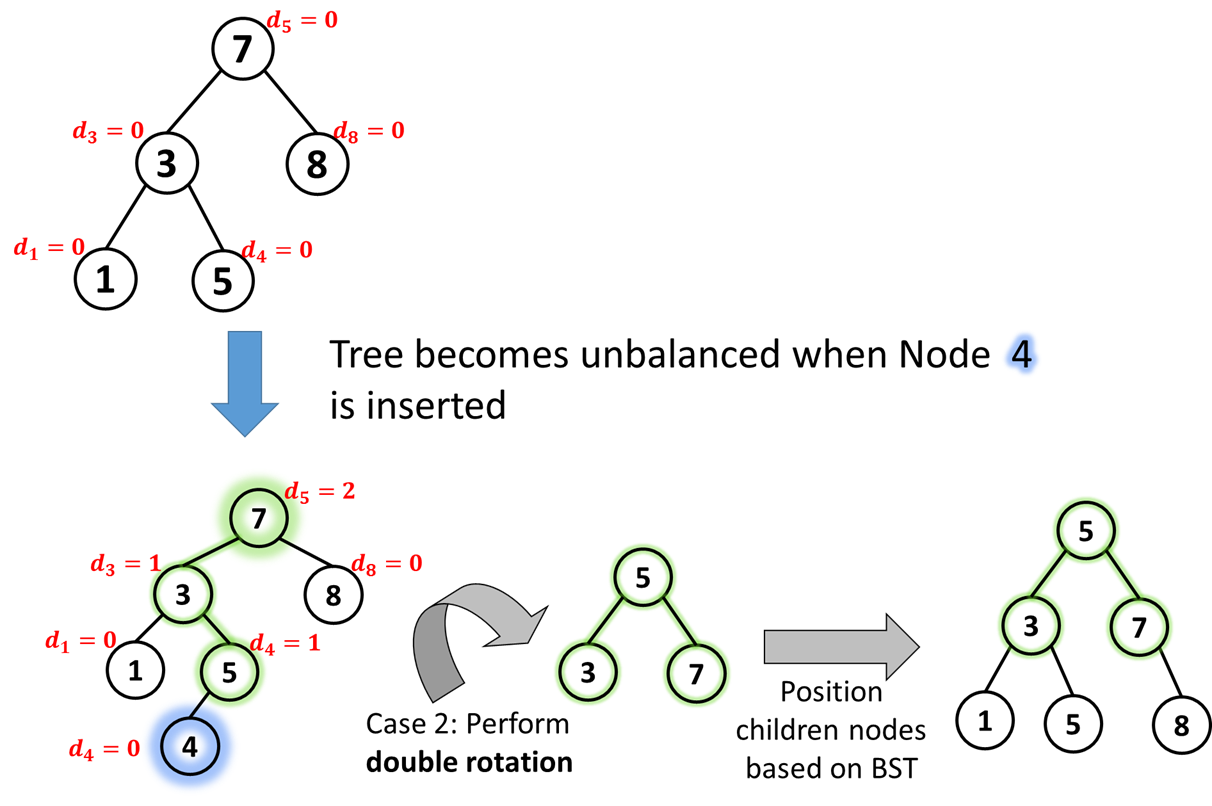 d₅ = 0
7
d₃ = 0
d₈ = 0
3
8
d₁ = 0
d₄ = 0
1
5
Tree becomes unbalanced when Node 4
is inserted
d₅ = 2
7
d₃ = 1
d₈ = 0
3
8
d₁ = 0
d₄ = 1
1
5
d₄ = 0
4
Case 2: Perform
double rotation
5
3
7
Position
children nodes
based on BST
5
3
7
1
5
8